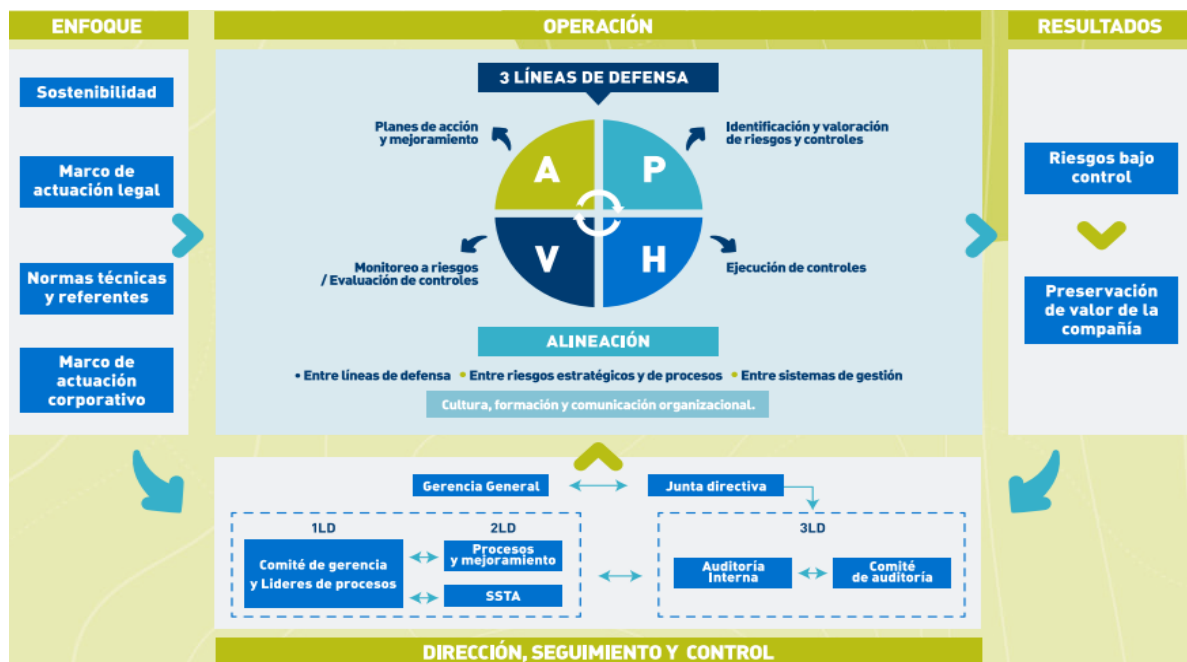 ENFOQUE
Sostenibilidad
Marco de
actuación legal
Normas técnicas
y referentes
Marco de
actuación
corporativo
OPERACIÓN
3 LÍNEAS DE DEFENSA
Planes de acción
y mejoramiento
Identificación y valoración
de riesgos y controles
A
P
V
H
Monitoreo a riesgos
/ Evaluación de controles
Ejecución de controles
ALINEACIÓN
• Entre líneas de defensa • Entre riesgos estratégicos y de procesos • Entre sistemas de gestión
Cultura, formación y comunicación organizacional.
RESULTADOS
Riesgos bajo
control
Preservación
de valor de la
compañía
Gerencia General
Junta directiva
1LD
2LD
Comité de gerencia
y Lideres de procesos
Procesos
y mejoramiento
SSTA
3LD
Auditoría
Interna
Comité
de auditoría
DIRECCIÓN, SEGUIMIENTO Y CONTROL